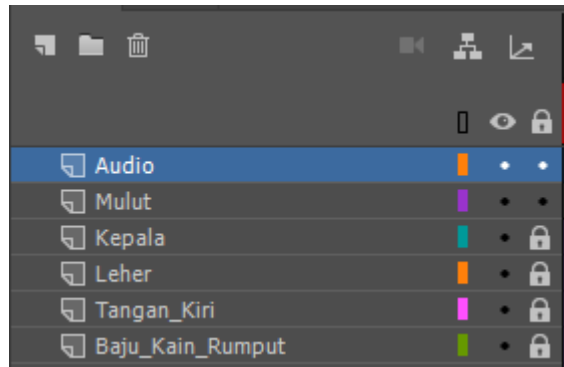 Audio
Mulut
Kepala
Leher
Tangan_Kiri
Baju_Kain_Rumput